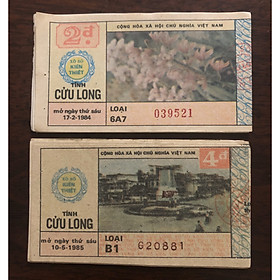 CỘNG HÒA XÃ HỘI CHỦ NGHĨA VIỆT NAM
2đ
XỔ SỐ
KIẾN
THIẾT
TỈNH
CỬU LONG
mở ngày thứ sáu
17-2-1984
LOẠI
6A7
039521
CỘNG HÒA XÃ HỘI CHỦ NGHĨA VIỆT NAM
4đ
XỔ SỐ
KIẾN
THIẾT
TỈNH
CỬU LONG
mở ngày thứ sáu
10-5-1985
LOẠI
B1
620881